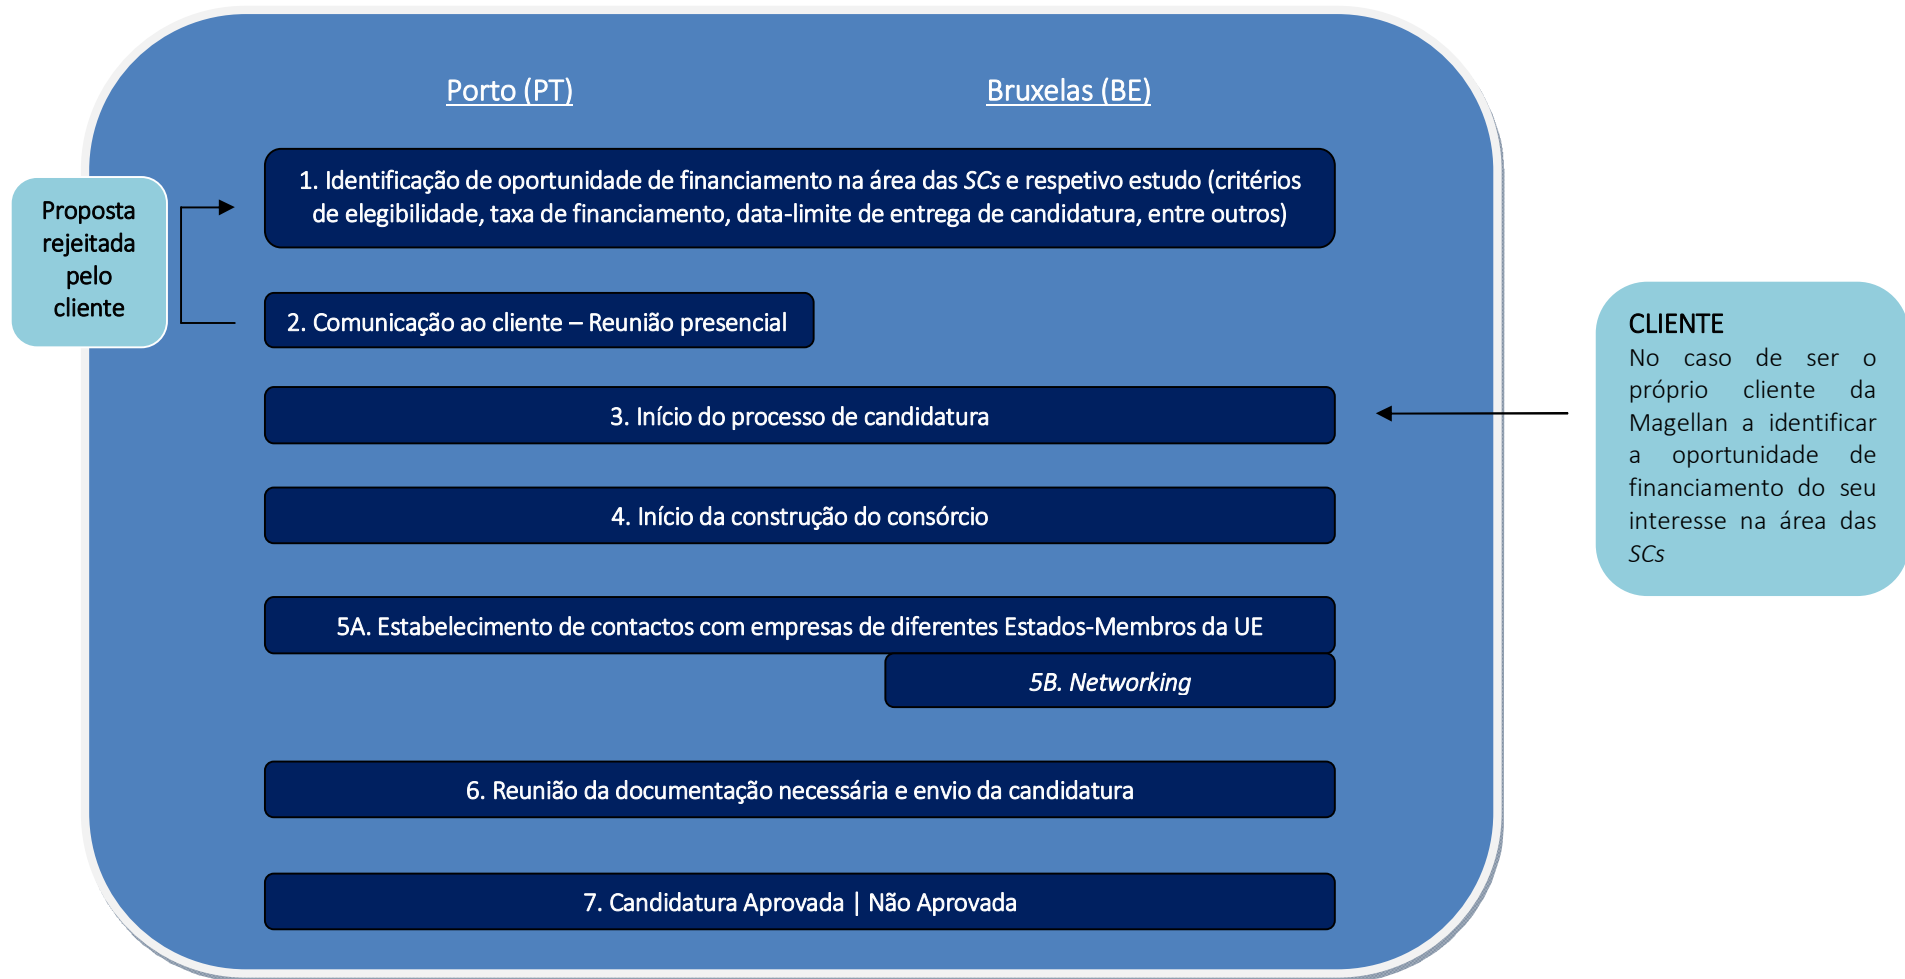 Porto (PT)
Bruxelas (BE)
1. Identificação de oportunidade de financiamento na área das SCs e respetivo estudo (critérios
de elegibilidade, taxa de financiamento, data-limite de entrega de candidatura, entre outros)
Proposta
rejeitada
pelo
cliente
2. Comunicação ao cliente – Reunião presencial
3. Início do processo de candidatura
CLIENTE
No caso de ser o
próprio cliente da
Magellan a identificar
a oportunidade de
financiamento do seu
interesse na área das
SCs
4. Início da construção do consórcio
5A. Estabelecimento de contactos com empresas de diferentes Estados-Membros da UE
5B. Networking
6. Reunião da documentação necessária e envio da candidatura
7. Candidatura Aprovada | Não Aprovada